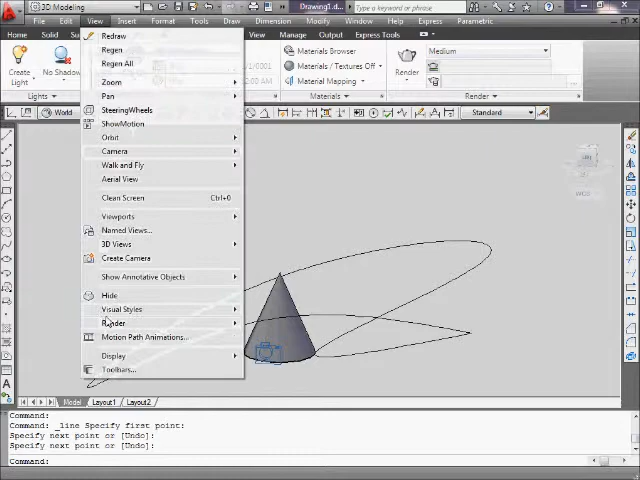 3D Modeling
Drawing1.d...
Type a keyword or phrase
File Edit View Insert Format Tools Draw Dimension Modify Window Express Parametric
Home Solid View Manage Output Express Tools
Create Light
No Shadow
Lights
Materials Browser
Materials / Textures Off
Material Mapping
Materials
Render
Medium
Render
World
Standard
Redraw
Regen
Regen All
Zoom
Pan
SteeringWheels
ShowMotion
Orbit
Camera
Walk and Fly
Aerial View
Clean Screen Ctrl+0
Viewports
Named Views...
3D Views
Create Camera
Show Annotative Objects
Hide
Visual Styles
Render
Motion Path Animations...
Display
Toolbars...
Model Layout1 Layout2
Command:
Command: _line Specify first point:
Specify next point or [Undo]:
Specify next point or [Undo]:
Command: